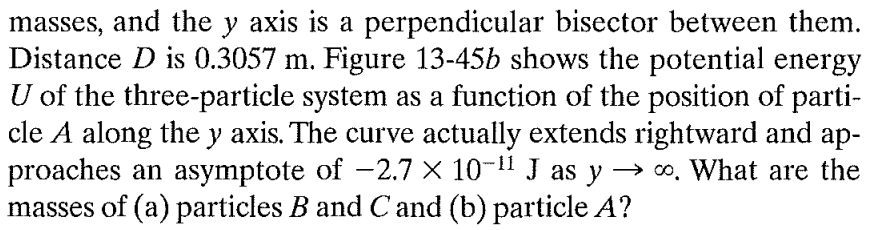 masses, and the y axis is a perpendicular bisector between them.
Distance D is 0.3057 m. Figure 13-45b shows the potential energy
U of the three-particle system as a function of the position of parti-
cle A along the y axis. The curve actually extends rightward and ap-
proaches an asymptote of −2.7 × 10⁻¹¹ J as y → ∞. What are the
masses of (a) particles B and C and (b) particle A?